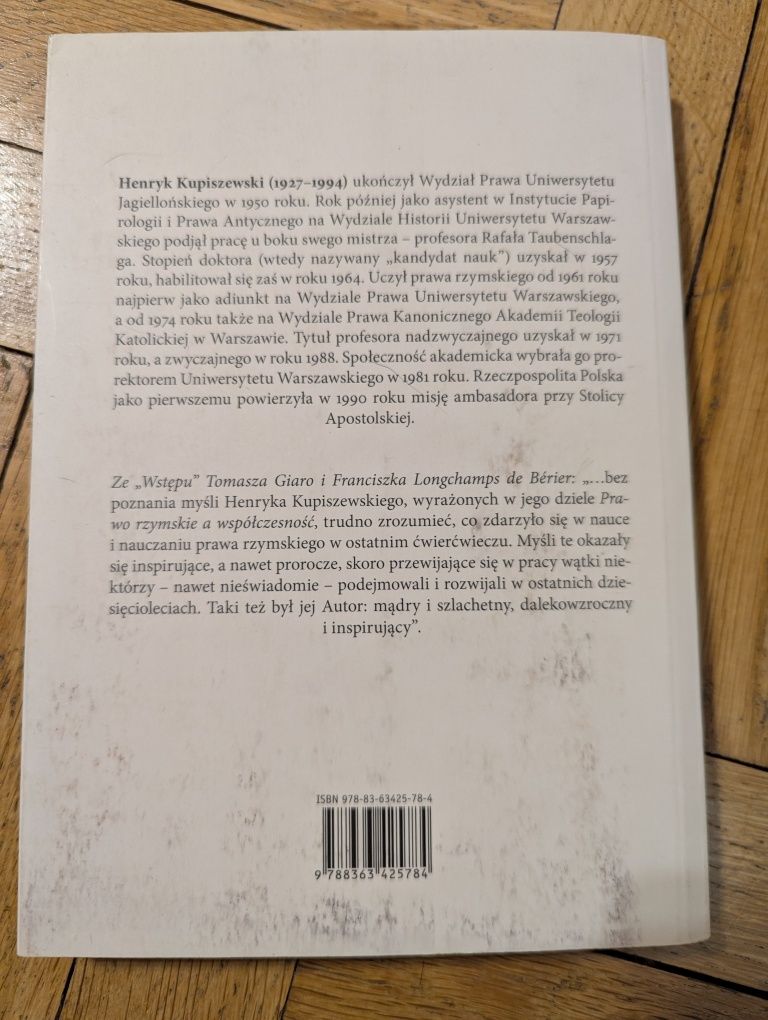 Henryk Kupiszewski (1927–1994) ukończył Wydział Prawa Uniwersytetu
Jagiellońskiego w 1950 roku. Rok później jako asystent w Instytucie Papi-
rologii i Prawa Antycznego na Wydziale Historii Uniwersytetu Warszaw-
skiego podjął pracę u boku swego mistrza – profesora Rafała Taubenschla-
ga. Stopień doktora (wtedy nazywany „kandydat nauk”) uzyskał w 1957
roku, habilitował się zaś w roku 1964. Uczył prawa rzymskiego od 1961 roku
najpierw jako adiunkt na Wydziale Prawa Uniwersytetu Warszawskiego,
a od 1974 roku także na Wydziale Prawa Kanonicznego Akademii Teologii
Katolickiej w Warszawie. Tytuł profesora nadzwyczajnego uzyskał w 1971
roku, a zwyczajnego w roku 1988. Społeczność akademicka wybrała go pro-
rektorem Uniwersytetu Warszawskiego w 1981 roku. Rzeczpospolita Polska
jako pierwszemu powierzyła w 1990 roku misję ambasadora przy Stolicy
Apostolskiej.
Ze „Wstępu” Tomasza Giaro i Franciszka Longchamps de Bérier: „…bez
poznania myśli Henryka Kupiszewskiego, wyrażonych w jego dziele Pra-
wo rzymskie a współczesność, trudno zrozumieć, co zdarzyło się w nauce
i nauczaniu prawa rzymskiego w ostatnim ćwierćwieczu. Myśli te okazały
się inspirujące, a nawet prorocze, skoro przewijające się w pracy wątki nie-
którzy – nawet nieświadomie – podejmowali i rozwijali w ostatnich dzie-
sięcioleciach. Taki też był jej Autor: mądry i szlachetny, dalekowzroczny
i inspirujący”.
ISBN 978-83-63425-78-4
9 788363 425784